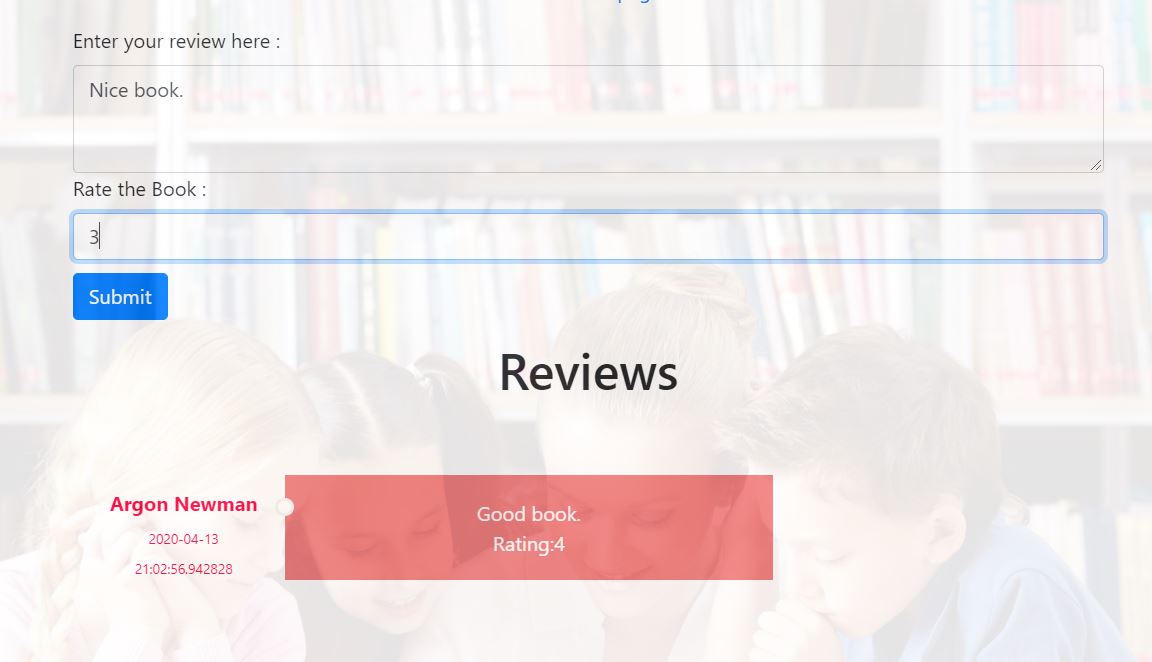 Enter your review here :
Nice book.
Rate the Book :
3
Submit
Reviews
Argon Newman
2020-04-13
21:02:56.942828
Good book.
Rating:4